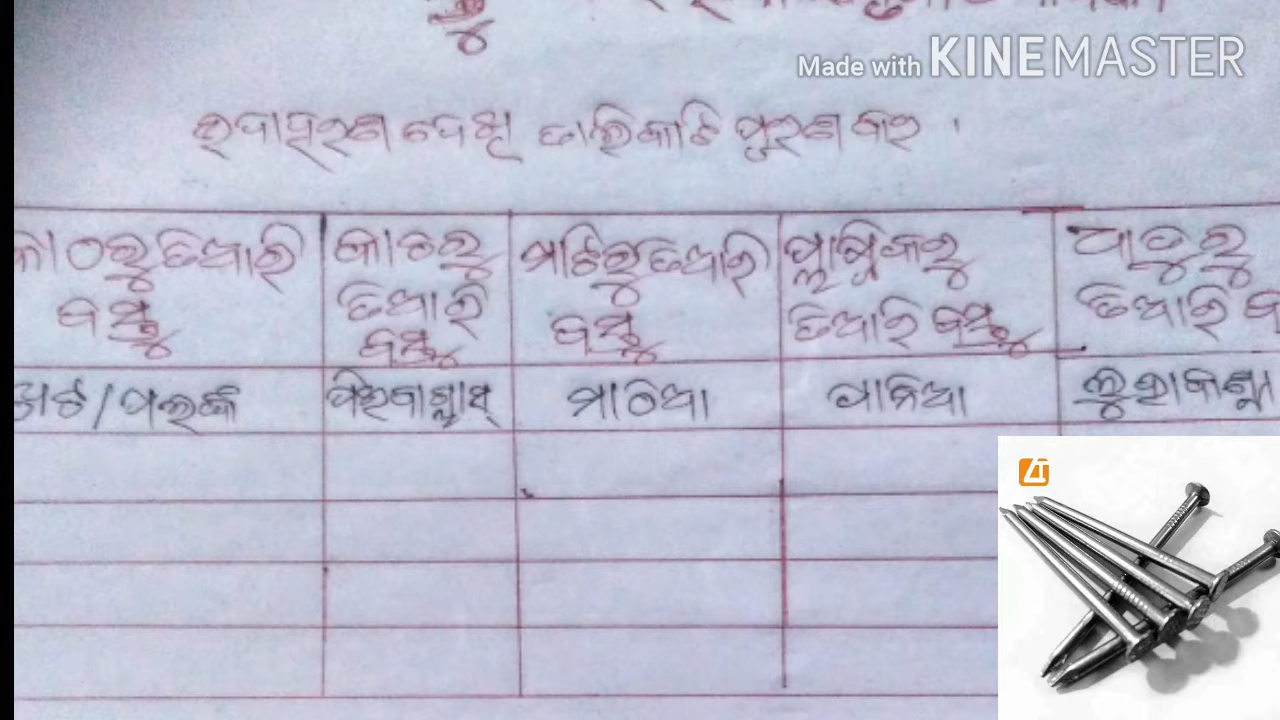 Made with KINEMASTER
ଉଦାହରଣ ଦେଖି ତାଲିକାଟି ପୂରଣ କର ।
କାଠରୁ ତିଆରି ବସ୍ତୁ
କାଚରୁ ତିଆରି ବସ୍ତୁ
ମାଟିରୁ ତିଆରି ବସ୍ତୁ
ପ୍ଲାଷ୍ଟିକରୁ ତିଆରି ବସ୍ତୁ
ଧାତୁରୁ ତିଆରି ବ
ଖଟ/ପଲଙ୍କ
ମାଠିଆ
ପାନିଆ
ଲୁହାକଣ୍ଟା